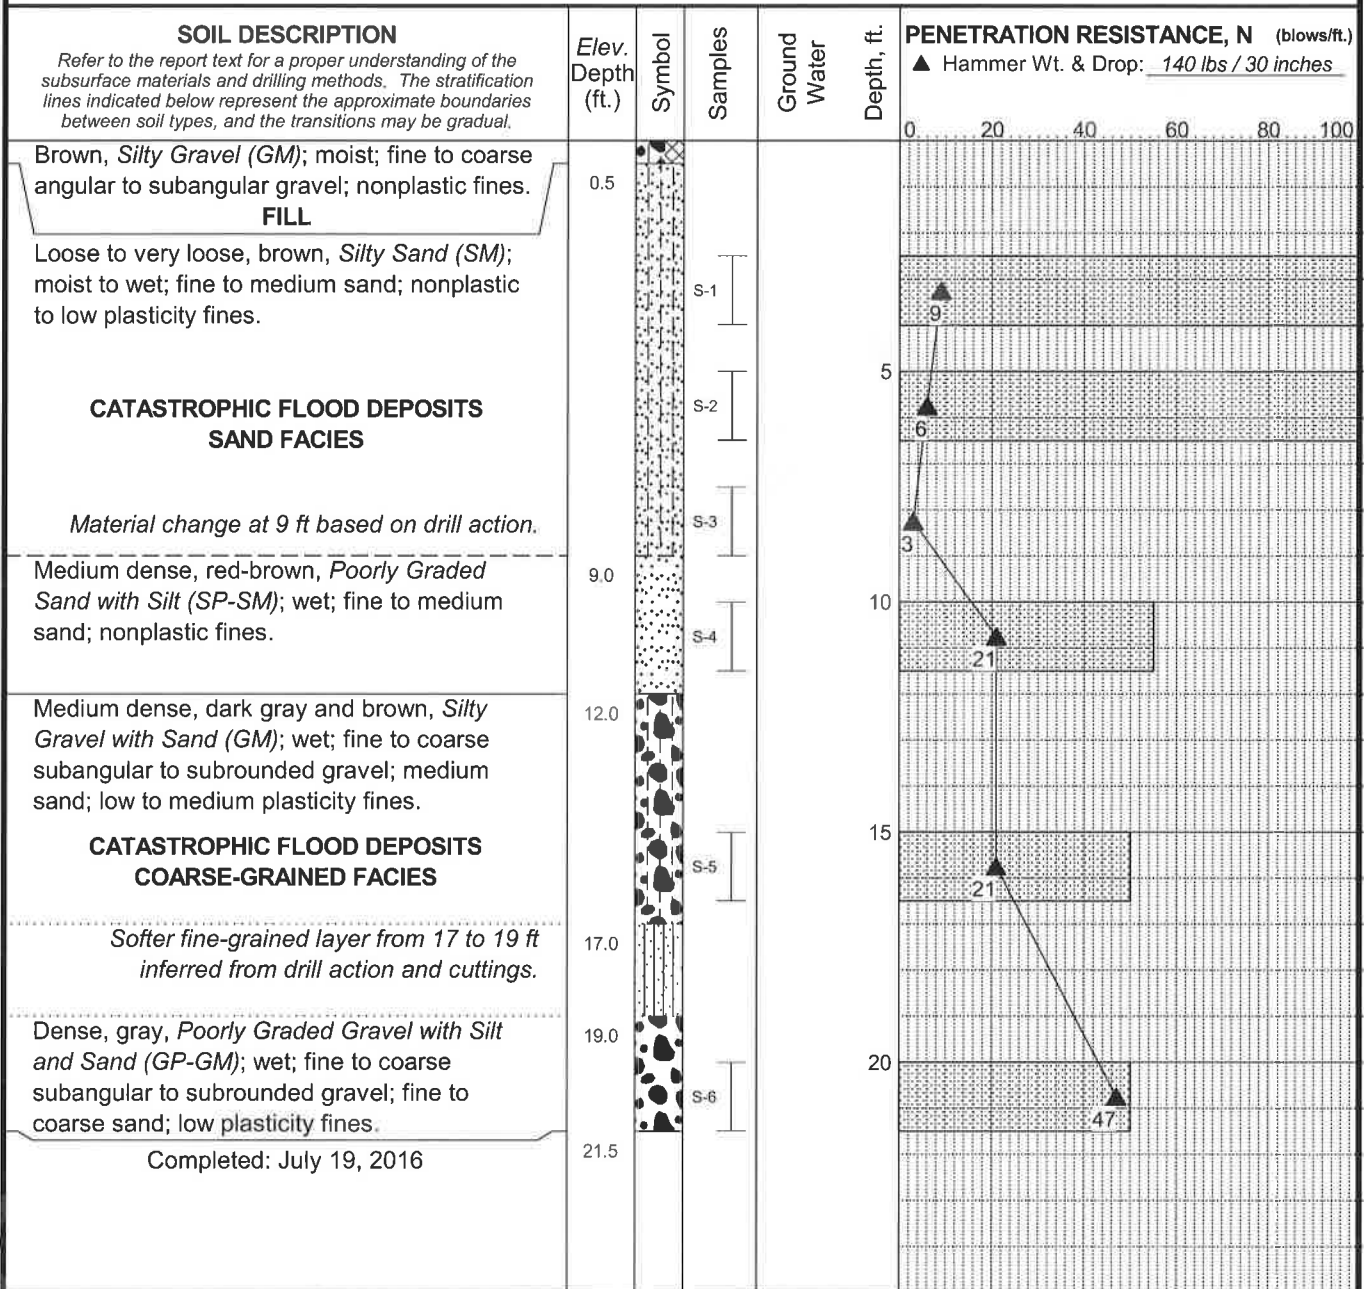 SOIL DESCRIPTION
Refer to the report text for a proper understanding of the
subsurface materials and drilling methods. The stratification
lines indicated below represent the approximate boundaries
between soil types, and the transitions may be gradual.
Elev.
Depth
(ft.)
Symbol
Samples
Ground
Water
Depth, ft.
PENETRATION RESISTANCE, N (blows/ft.)
▲ Hammer Wt. & Drop: 140 lbs / 30 inches
0 20 40 60 80 100
Brown, Silty Gravel (GM); moist; fine to coarse
angular to subangular gravel; nonplastic fines.
FILL
0.5
Loose to very loose, brown, Silty Sand (SM);
moist to wet; fine to medium sand; nonplastic
to low plasticity fines.
S-1
9
5
CATASTROPHIC FLOOD DEPOSITS
SAND FACIES
S-2
6
Material change at 9 ft based on drill action.
S-3
3
Medium dense, red-brown, Poorly Graded
Sand with Silt (SP-SM); wet; fine to medium
sand; nonplastic fines.
9.0
10
S-4
21
Medium dense, dark gray and brown, Silty
Gravel with Sand (GM); wet; fine to coarse
subangular to subrounded gravel; medium
sand; low to medium plasticity fines.
12.0
15
CATASTROPHIC FLOOD DEPOSITS
COARSE-GRAINED FACIES
S-5
21
Softer fine-grained layer from 17 to 19 ft
inferred from drill action and cuttings.
17.0
Dense, gray, Poorly Graded Gravel with Silt
and Sand (GP-GM); wet; fine to coarse
subangular to subrounded gravel; fine to
coarse sand; low plasticity fines.
19.0
20
S-6
47
Completed: July 19, 2016
21.5